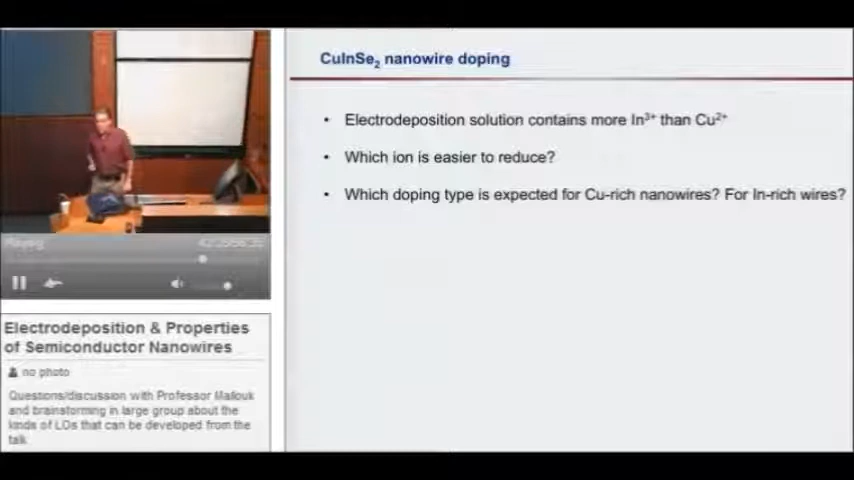 CuInSe₂ nanowire doping
• Electrodeposition solution contains more In³⁺ than Cu²⁺
• Which ion is easier to reduce?
• Which doping type is expected for Cu-rich nanowires? For In-rich wires?
Playing
Electrodeposition & Properties
of Semiconductor Nanowires
no photo
Questions/discussion with Professor Mallouk
and brainstorming in large group about the
kinds of LOs that can be developed from the
talk